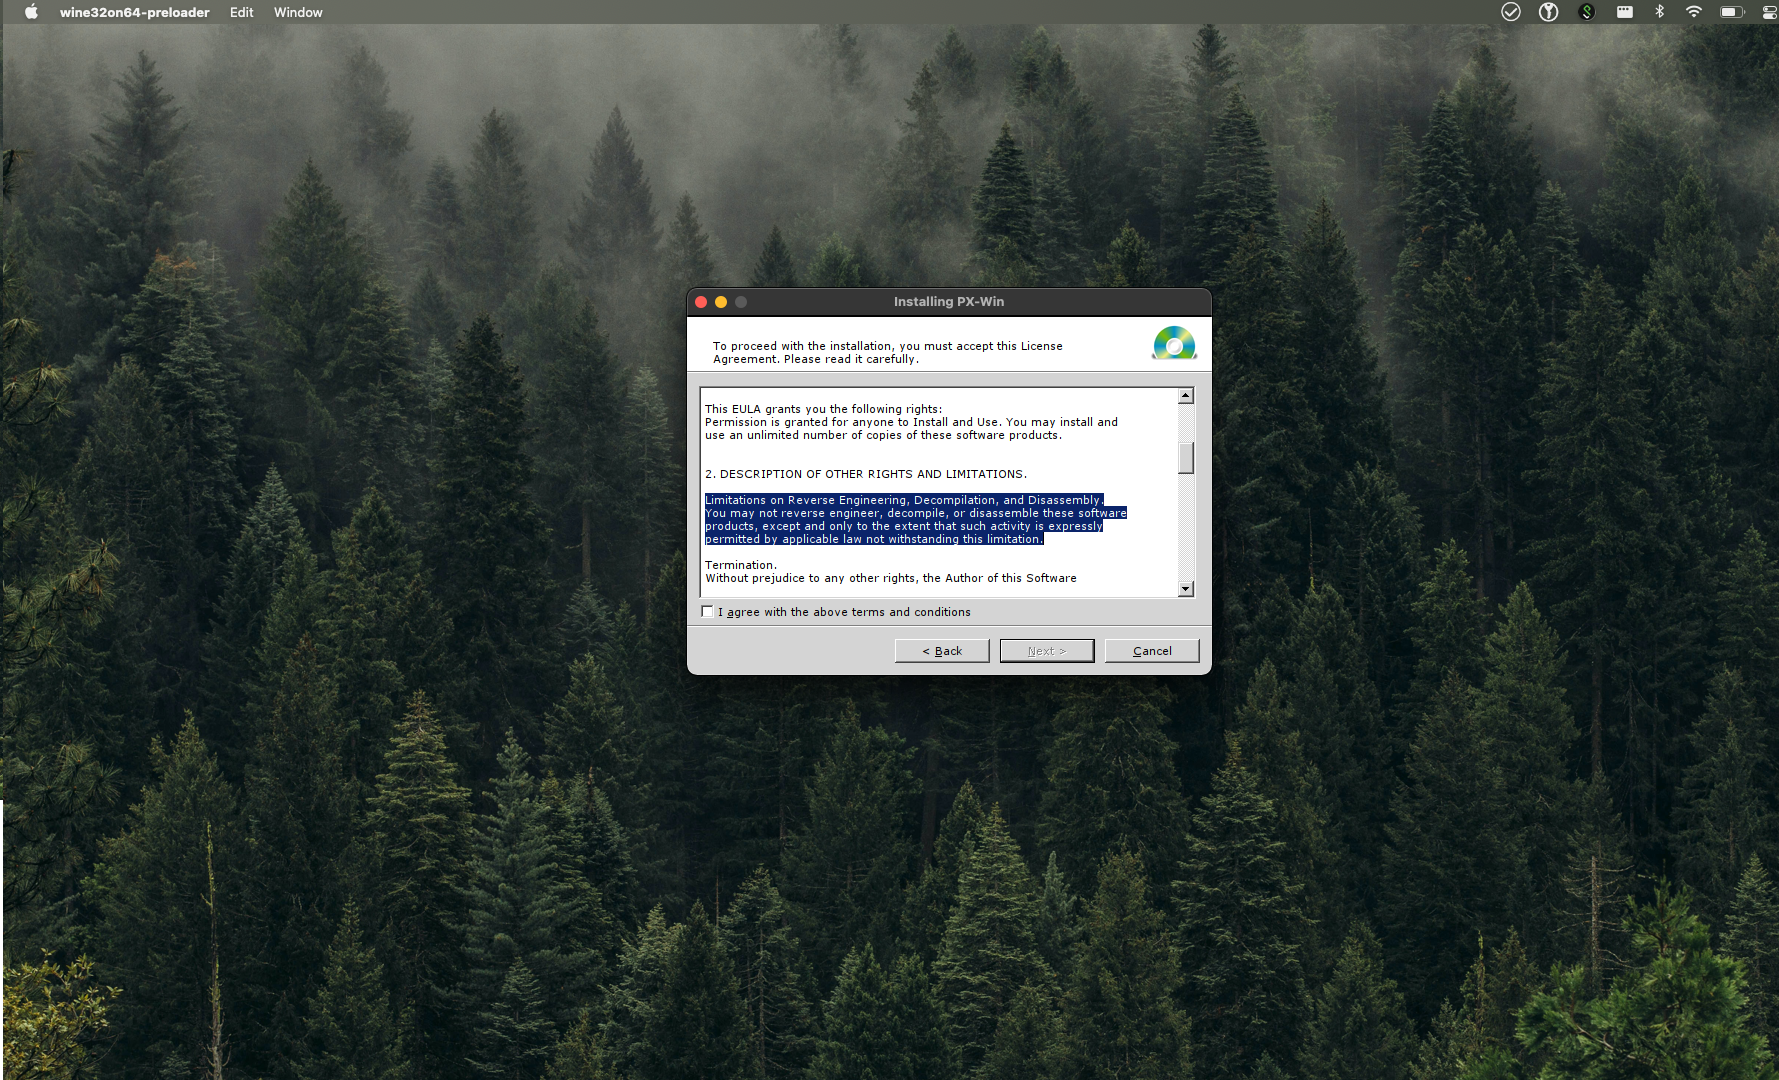 wine32on64-preloader Edit Window
Installing PX-Win
To proceed with the installation, you must accept this License
Agreement. Please read it carefully.
This EULA grants you the following rights:
Permission is granted for anyone to Install and Use. You may install and
use an unlimited number of copies of these software products.
2. DESCRIPTION OF OTHER RIGHTS AND LIMITATIONS.
Limitations on Reverse Engineering, Decompilation, and Disassembly.
You may not reverse engineer, decompile, or disassemble these software
products, except and only to the extent that such activity is expressly
permitted by applicable law not withstanding this limitation.
Termination.
Without prejudice to any other rights, the Author of this Software
I agree with the above terms and conditions
< Back Next > Cancel